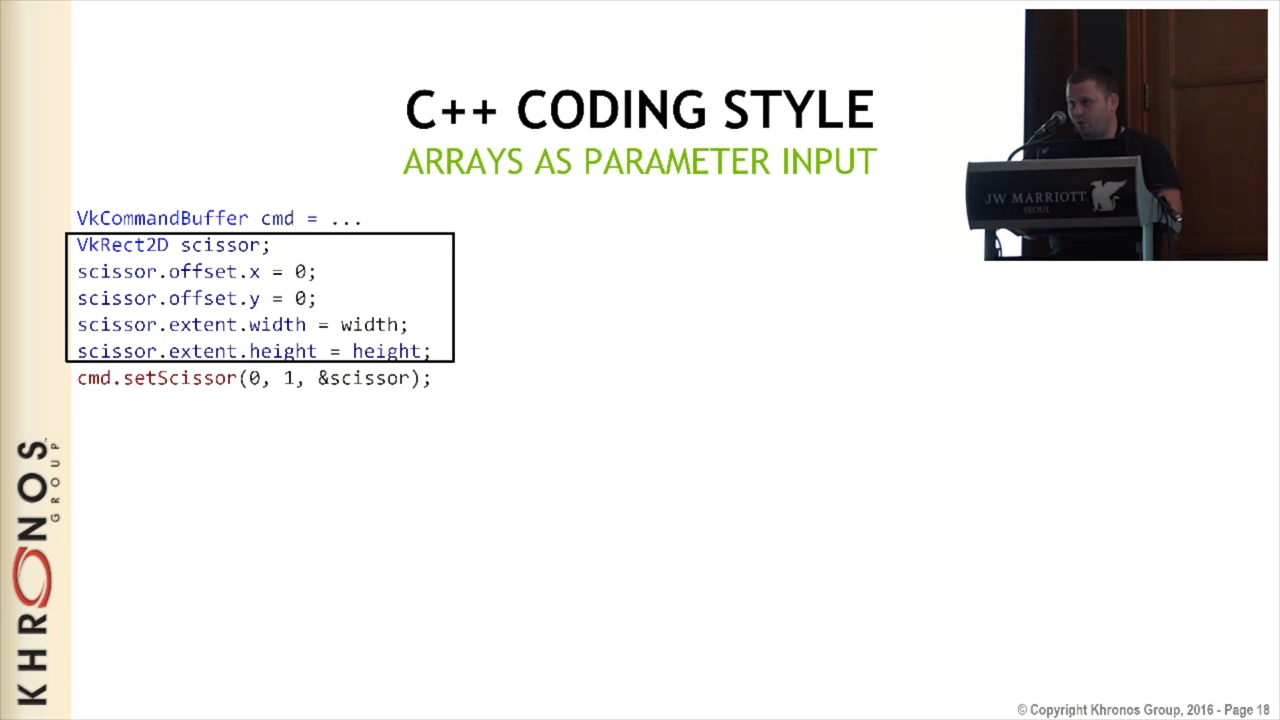 C++ CODING STYLE
ARRAYS AS PARAMETER INPUT
VkCommandBuffer cmd = ...
VkRect2D scissor;
scissor.offset.x = 0;
scissor.offset.y = 0;
scissor.extent.width = width;
scissor.extent.height = height;
cmd.setScissor(0, 1, &scissor);
JW MARRIOTT
SEOUL
KHRONOS
GROUP
© Copyright Khronos Group, 2016 - Page 18